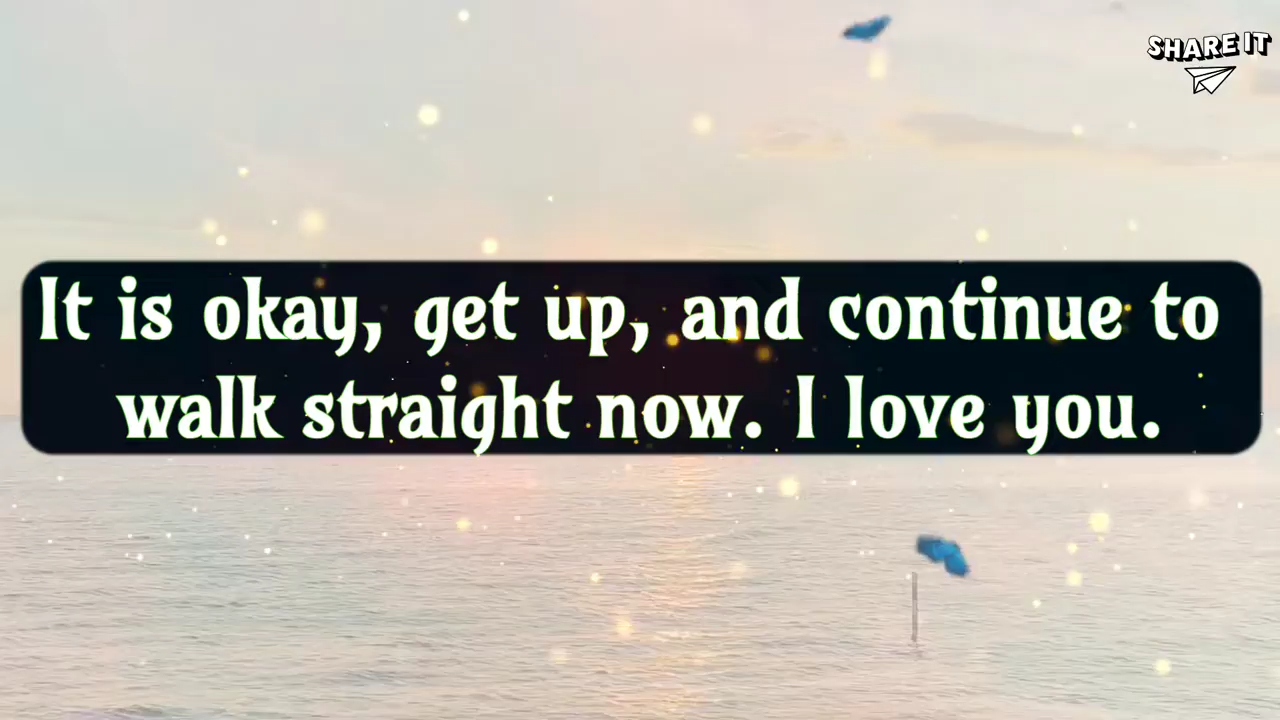 SHARE IT
It is okay, get up, and continue to
walk straight now. I love you.